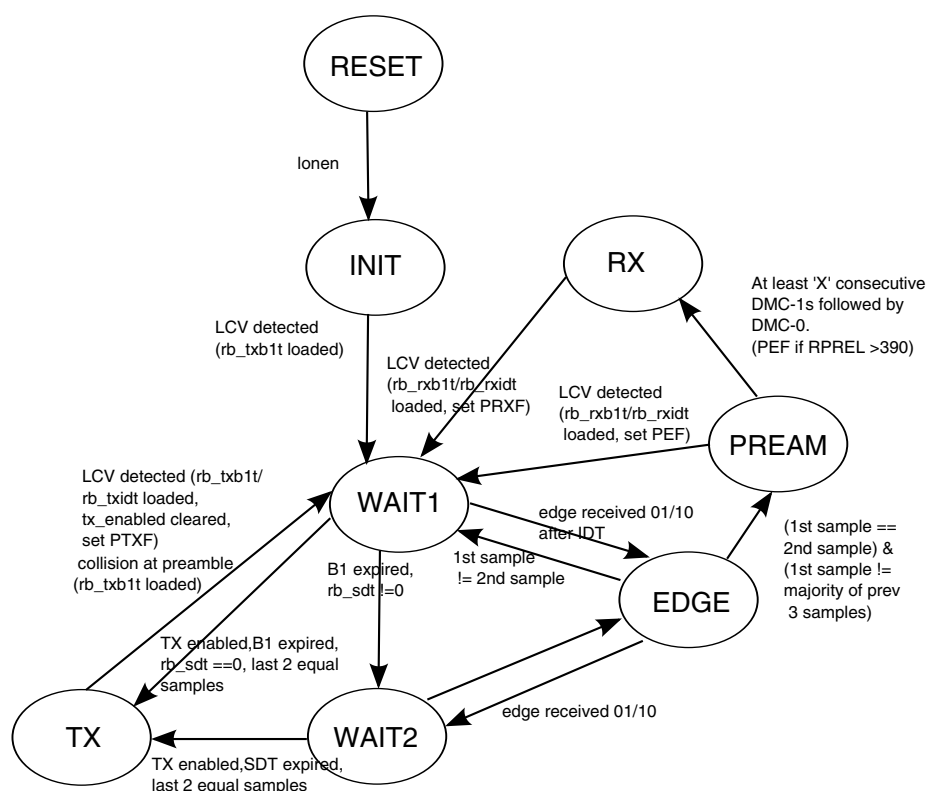 RESET
lonen
INIT
RX
At least 'X' consecutive
DMC-1s followed by
DMC-0.
(PEF if RPREL >390)
LCV detected
(rb_txb1t loaded)
LCV detected
(rb_rxb1t/rb_rxidt
loaded, set PRXF)
LCV detected
(rb_rxb1t/rb_rxidt
loaded, set PEF)
PREAM
LCV detected (rb_txb1t/
rb_txidt loaded,
tx_enabled cleared,
set PTXF)
collision at preamble
(rb_txb1t loaded)
WAIT1
edge received 01/10
after IDT
(1st sample ==
2nd sample) &
(1st sample !=
majority of prev
3 samples)
1st sample
!= 2nd sample
B1 expired,
rb_sdt !=0
EDGE
TX enabled,B1 expired,
rb_sdt ==0, last 2 equal
samples
edge received 01/10
TX
WAIT2
TX enabled,SDT expired,
last 2 equal samples